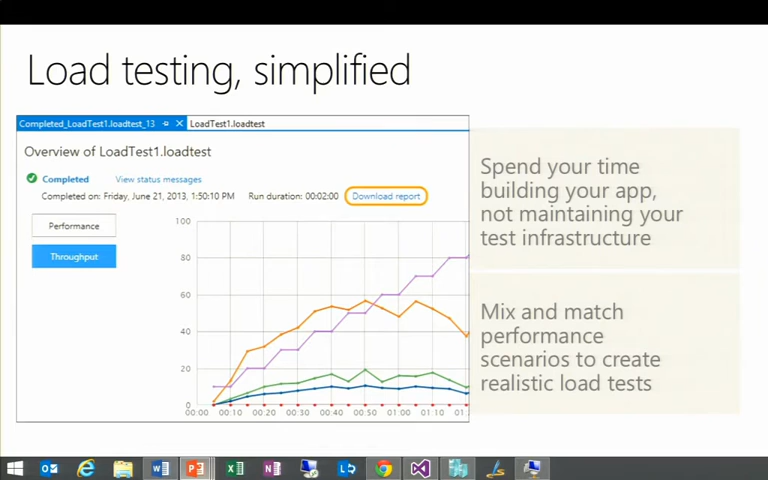 Load testing, simplified
Completed_LoadTest1.loadtest_13
LoadTest1.loadtest
Overview of LoadTest1.loadtest
Completed
View status messages
Completed on: Friday, June 21, 2013, 1:50:10 PM
Run duration: 00:02:00
Download report
Performance
Throughput
100
80
60
40
20
0
00:00
00:10
00:20
00:30
00:40
00:50
01:00
01:10
Spend your time
building your app,
not maintaining your
test infrastructure
Mix and match
performance
scenarios to create
realistic load tests